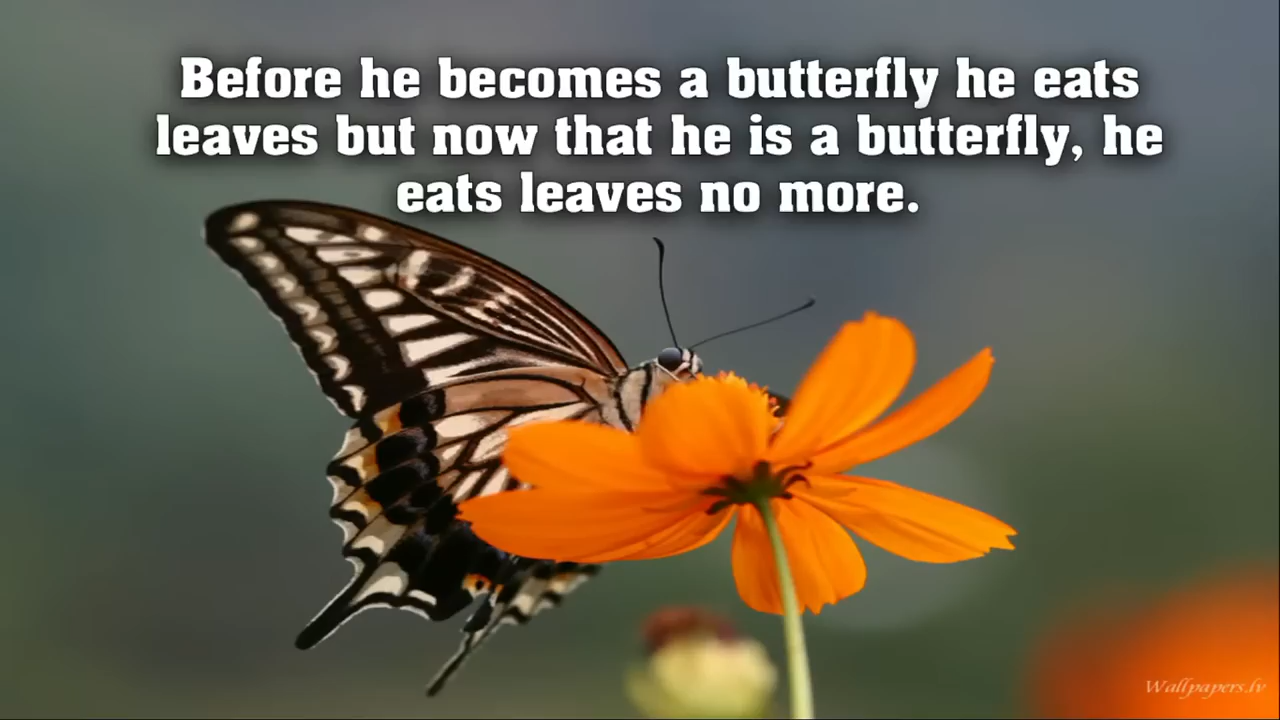 Before he becomes a butterfly he eats
leaves but now that he is a butterfly, he
eats leaves no more.
Wallpapers.lv